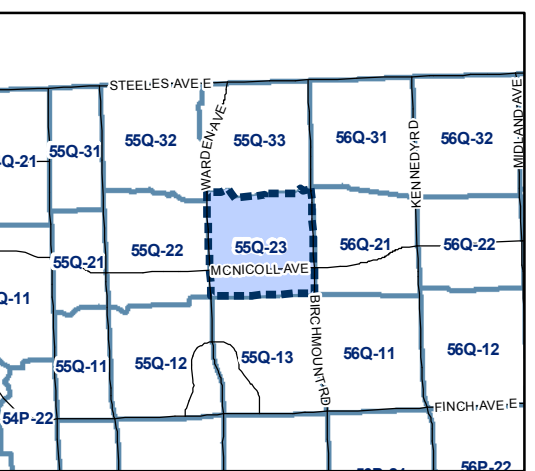 STEELES AVE E
MIDLAND AVE
WARDEN AVE
KENNEDY RD
55Q-32
55Q-33
56Q-31
56Q-32
Q-21
55Q-31
55Q-22
55Q-23
56Q-21
56Q-22
55Q-21
MCNICOLL AVE
Q-11
BIRCHMOUNT RD
55Q-11
55Q-12
55Q-13
56Q-11
56Q-12
FINCH AVE E
54P-22
56P-22